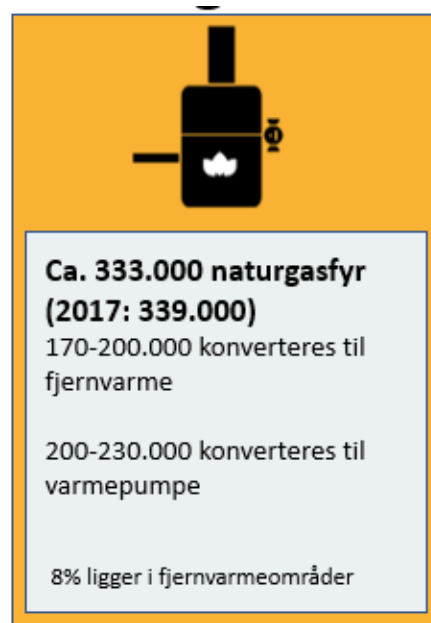 Ca. 333.000 naturgasfyr
(2017: 339.000)
170-200.000 konverteres til
fjernvarme
200-230.000 konverteres til
varmepumpe
8% ligger i fjernvarmeområder